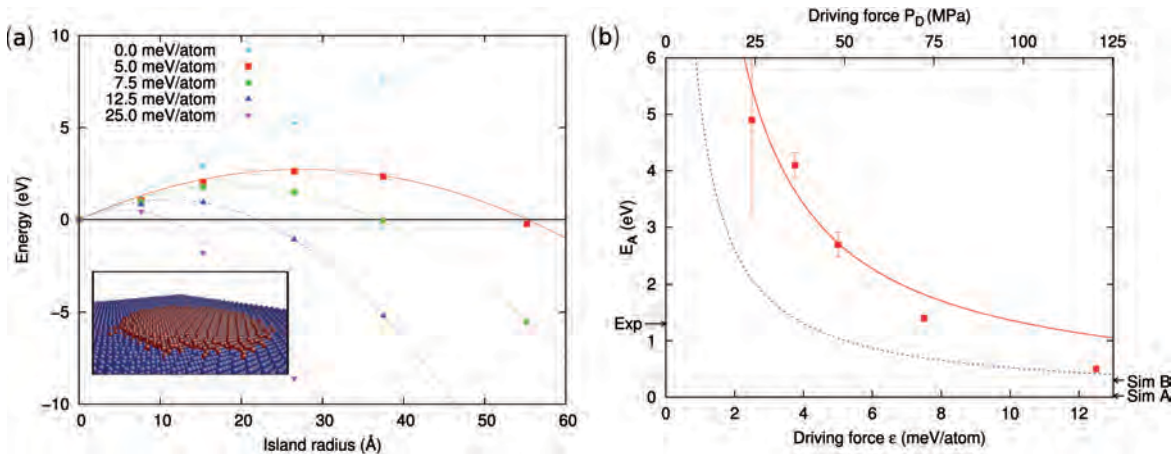 (a)
10
5
0
−5
−10
Energy (eV)
0.0 meV/atom
5.0 meV/atom
7.5 meV/atom
12.5 meV/atom
25.0 meV/atom
0 10 20 30 40 50 60
Island radius (Å)
(b)
Driving force P_D (MPa)
0 25 50 75 100 125
6
5
4
3
2
1
0
E_A (eV)
Exp
Sim B
Sim A
0 2 4 6 8 10 12
Driving force ε (meV/atom)